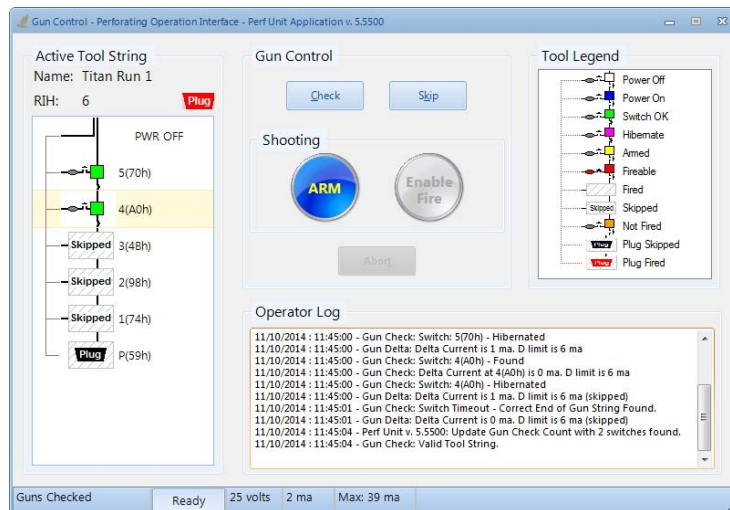 Gun Control - Perforating Operation Interface - Perf Unit Application v. 5.5500
Active Tool String
Name: Titan Run 1
RIH: 6
Plug
PWR OFF
5(70h)
4(A0h)
Skipped 3(4Bh)
Skipped 2(98h)
Skipped 1(74h)
Plug P(59h)
Gun Control
Check
Skip
Shooting
ARM
Enable
Fire
Abort
Tool Legend
Power Off
Power On
Switch OK
Hibernate
Armed
Fireable
Fired
Skipped Skipped
Not Fired
Plug Plug Skipped
Plug Plug Fired
Operator Log
11/10/2014 : 11:45:00 - Gun Check: Switch: 5(70h) - Hibernated
11/10/2014 : 11:45:00 - Gun Delta: Delta Current is 1 ma. D limit is 6 ma
11/10/2014 : 11:45:00 - Gun Check: Switch: 4(A0h) - Found
11/10/2014 : 11:45:00 - Gun Check: Delta Current at 4(A0h) is 0 ma. D limit is 6 ma
11/10/2014 : 11:45:00 - Gun Check: Switch: 4(A0h) - Hibernated
11/10/2014 : 11:45:00 - Gun Delta: Delta Current is 1 ma. D limit is 6 ma (skipped)
11/10/2014 : 11:45:01 - Gun Check: Switch Timeout - Correct End of Gun String Found.
11/10/2014 : 11:45:01 - Gun Delta: Delta Current is 0 ma. D limit is 6 ma (skipped)
11/10/2014 : 11:45:04 - Perf Unit v. 5.5500: Update Gun Check Count with 2 switches found.
11/10/2014 : 11:45:04 - Gun Check: Valid Tool String.
Guns Checked
Ready
25 volts
2 ma
Max: 39 ma